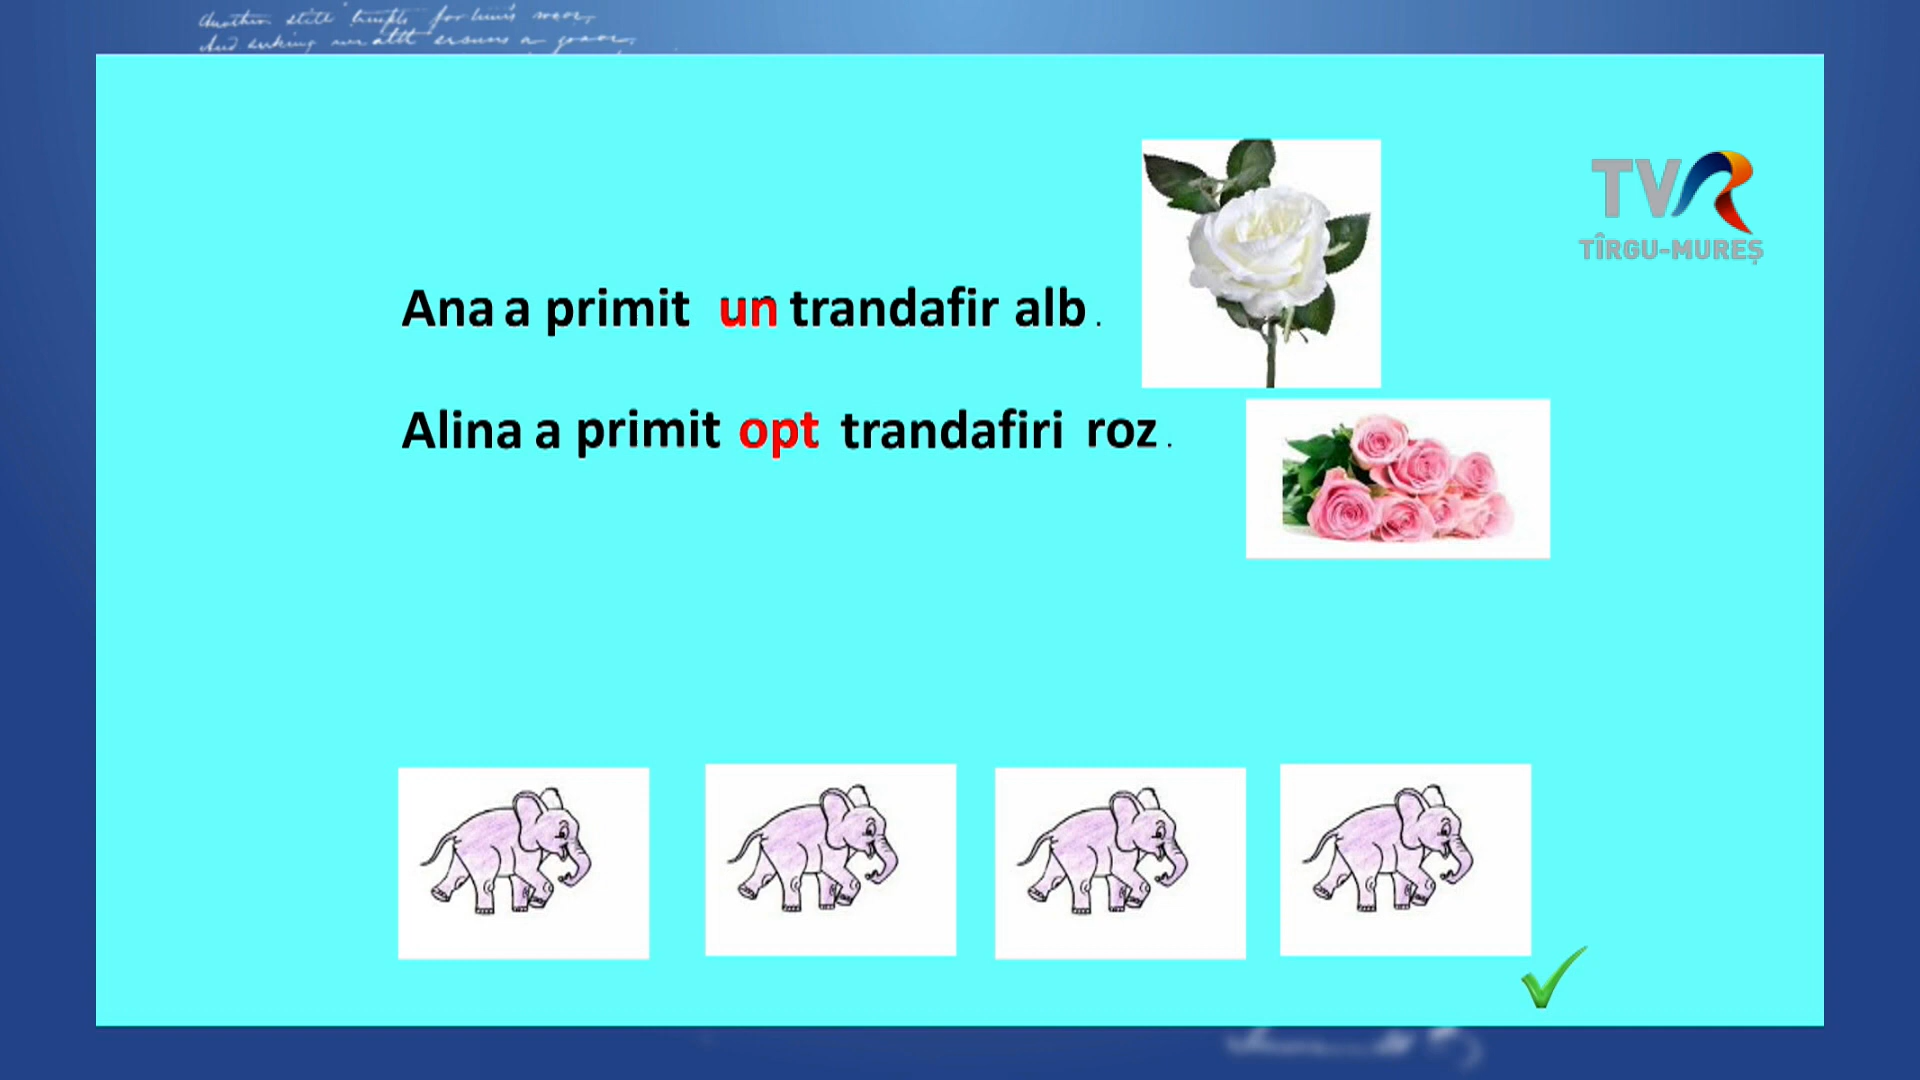 TVR
TÎRGU-MUREȘ
Ana a primit un trandafir alb.
Alina a primit opt trandafiri roz.